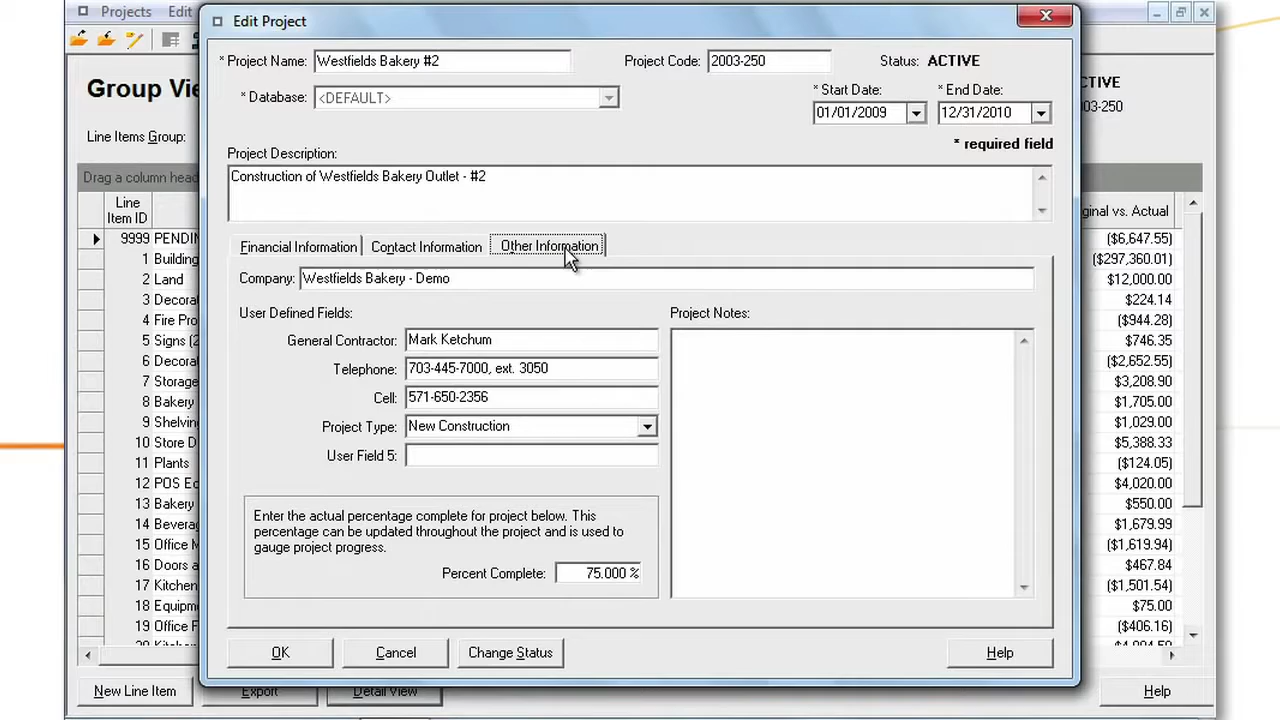 Projects Edit
Edit Project
* Project Name: Westfields Bakery #2
Project Code: 2003-250
Status: ACTIVE
* Database: <DEFAULT>
* Start Date: 01/01/2009
* End Date: 12/31/2010
* required field
Project Description:
Construction of Westfields Bakery Outlet - #2
Financial Information
Contact Information
Other Information
Company: Westfields Bakery - Demo
User Defined Fields:
General Contractor: Mark Ketchum
Telephone: 703-445-7000, ext. 3050
Cell: 571-650-2356
Project Type: New Construction
User Field 5:
Enter the actual percentage complete for project below. This
percentage can be updated throughout the project and is used to
gauge project progress.
Percent Complete: 75.000 %
Project Notes:
OK
Cancel
Change Status
Help
Group Vie
Line Items Group:
Drag a column head
Line
Item ID
9999 PENDIN
1 Building
2 Land
3 Decora
4 Fire Pro
5 Signs (2
6 Decora
7 Storage
8 Bakery
9 Shelvin
10 Store D
11 Plants
12 POS Ec
13 Bakery
14 Bevera
15 Office M
16 Doors a
17 Kitchen
18 Equipm
19 Office F
CTIVE
03-250
ginal vs. Actual
($6,647.55)
($297,360.01)
$12,000.00
$224.14
($944.28)
$746.35
($2,652.55)
$3,208.90
$1,705.00
$1,029.00
$5,388.33
($124.05)
$4,020.00
$550.00
$1,679.99
($1,619.94)
$467.84
($1,501.54)
$75.00
($406.16)
New Line Item
Export
Detail View
Help